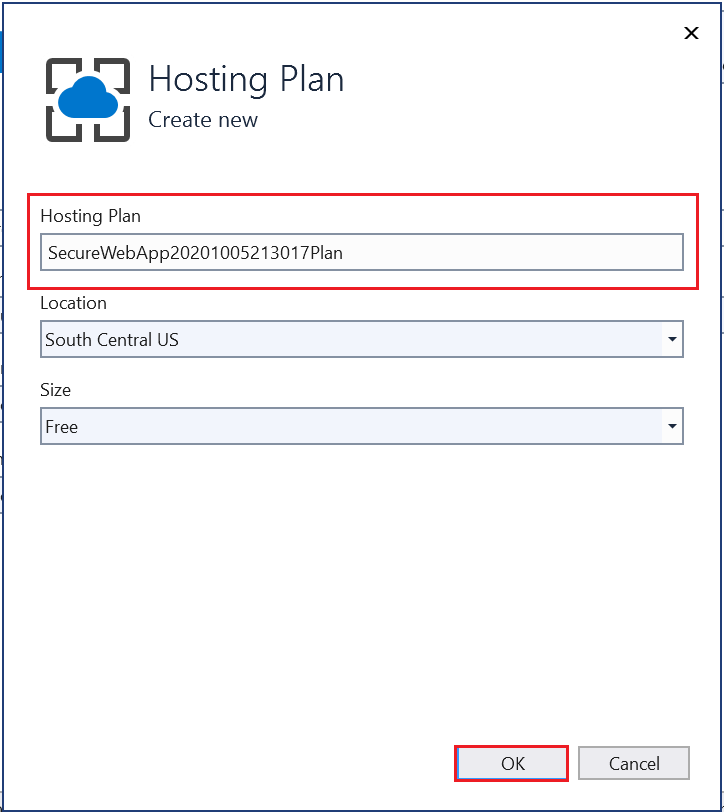 Hosting Plan
Create new
Hosting Plan
SecureWebApp20201005213017Plan
Location
South Central US
Size
Free
OK
Cancel